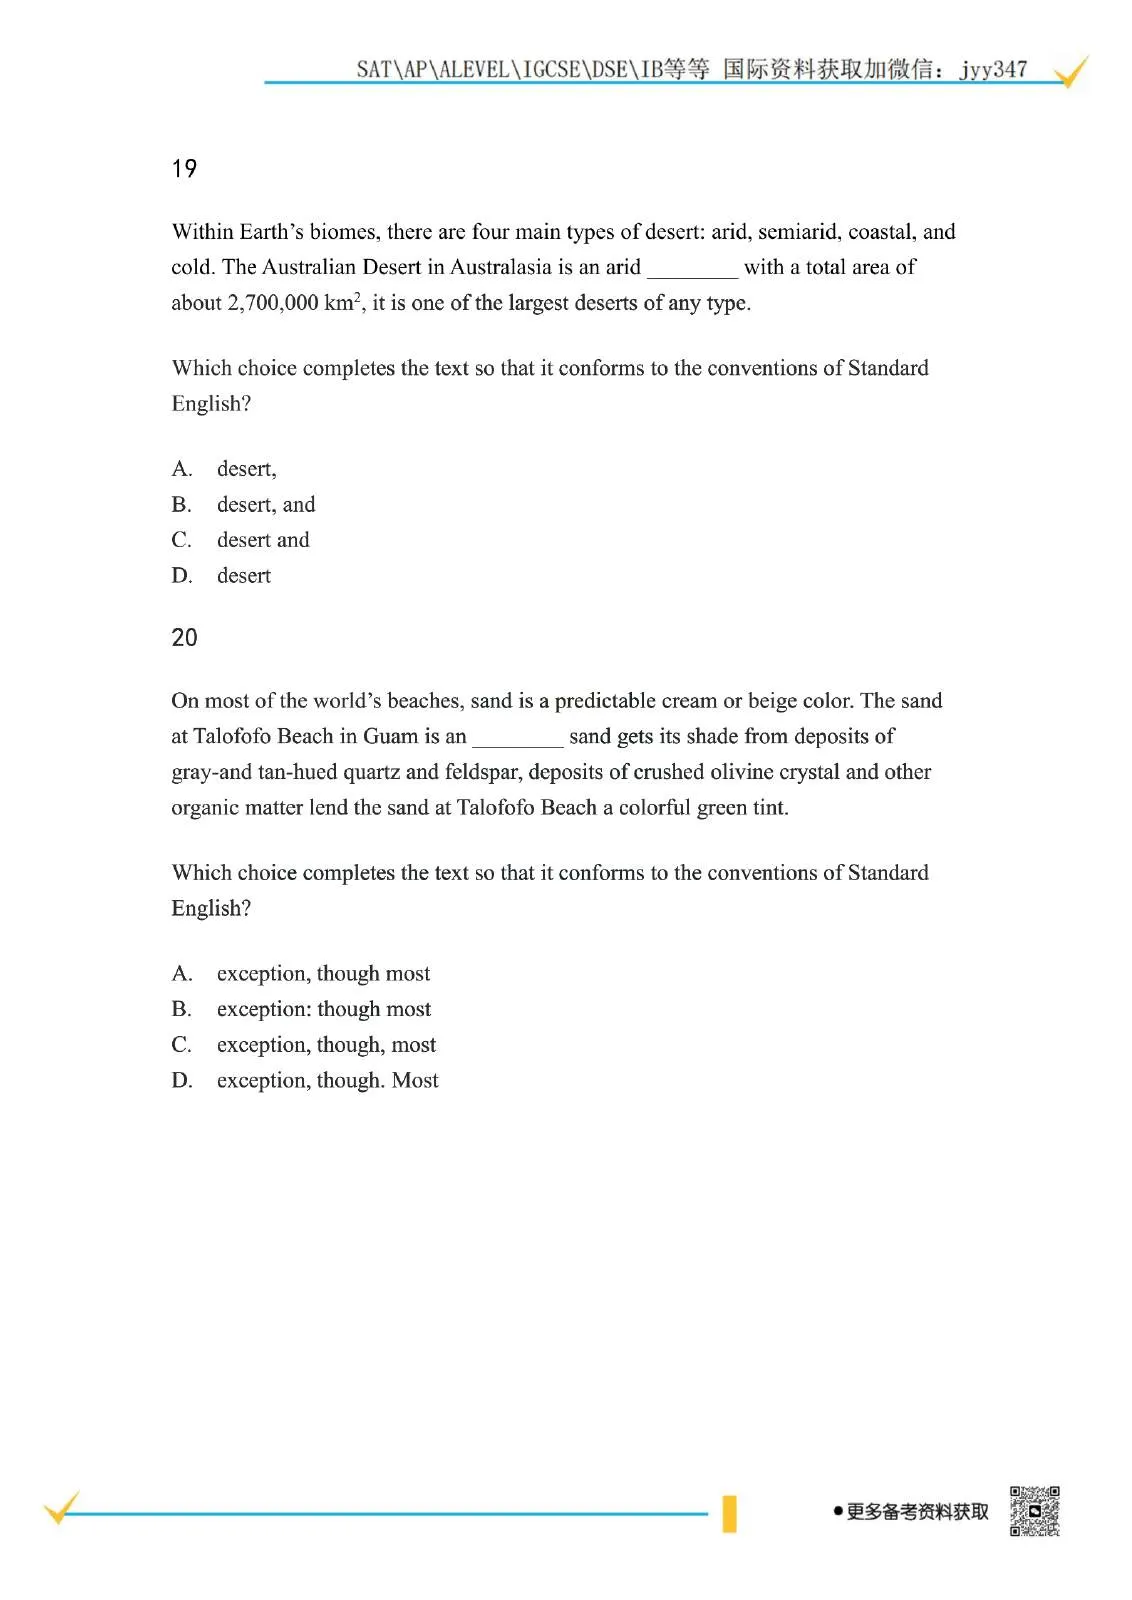 SAT\AP\ALEVEL\IGCSE\DSE\IB等等 国际资料获取加微信：jyy347
19
Within Earth’s biomes, there are four main types of desert: arid, semiarid, coastal, and
cold. The Australian Desert in Australasia is an arid ________ with a total area of
about 2,700,000 km², it is one of the largest deserts of any type.
Which choice completes the text so that it conforms to the conventions of Standard
English?
A. desert,
B. desert, and
C. desert and
D. desert
20
On most of the world’s beaches, sand is a predictable cream or beige color. The sand
at Talofofo Beach in Guam is an ________ sand gets its shade from deposits of
gray-and tan-hued quartz and feldspar, deposits of crushed olivine crystal and other
organic matter lend the sand at Talofofo Beach a colorful green tint.
Which choice completes the text so that it conforms to the conventions of Standard
English?
A. exception, though most
B. exception: though most
C. exception, though, most
D. exception, though. Most
●更多备考资料获取